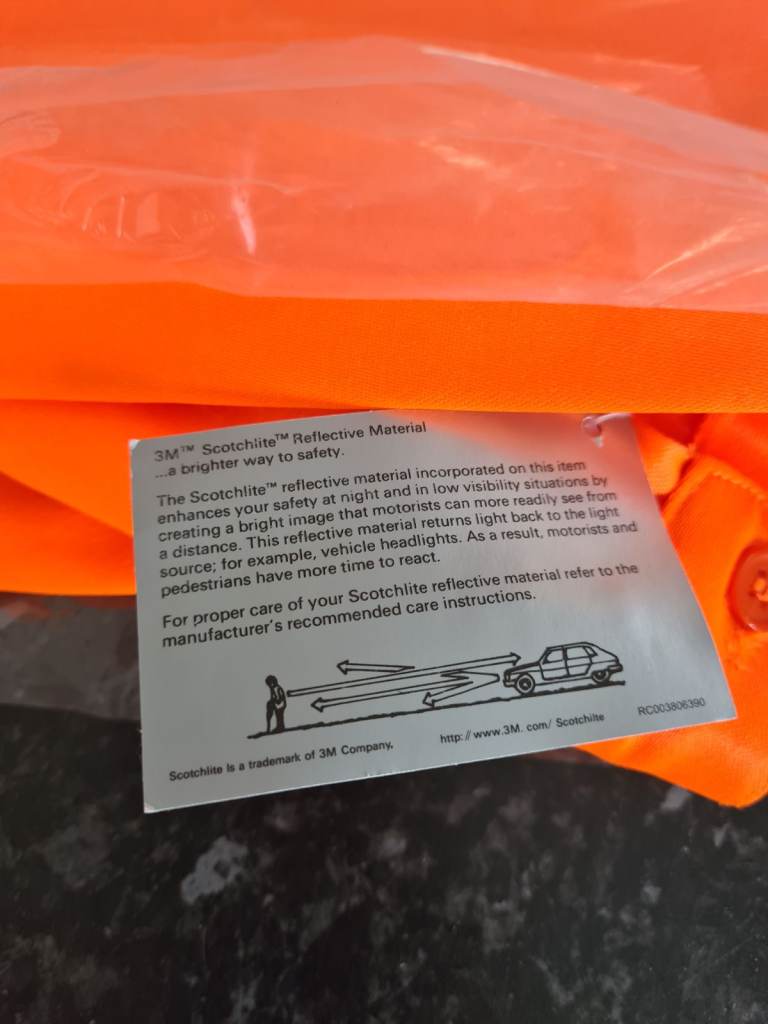 3M™ Scotchlite™ Reflective Material
...a brighter way to safety.
The Scotchlite™ reflective material incorporated on this item
enhances your safety at night and in low visibility situations by
creating a bright image that motorists can more readily see from
a distance. This reflective material returns light back to the light
source; for example, vehicle headlights. As a result, motorists and
pedestrians have more time to react.
For proper care of your Scotchlite reflective material refer to the
manufacturer's recommended care instructions.
Scotchlite Is a trademark of 3M Company.
http://www.3M. com/ Scotchilte
RC003806390